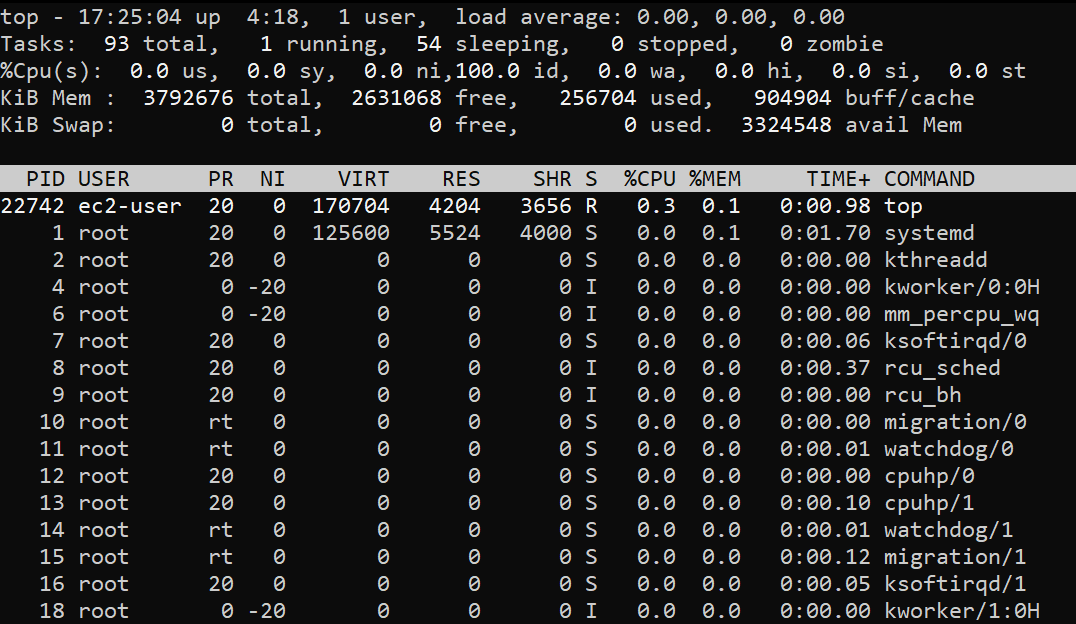 top - 17:25:04 up  4:18,  1 user,  load average: 0.00, 0.00, 0.00
Tasks:  93 total,   1 running,  54 sleeping,   0 stopped,   0 zombie
%Cpu(s):  0.0 us,  0.0 sy,  0.0 ni,100.0 id,  0.0 wa,  0.0 hi,  0.0 si,  0.0 st
KiB Mem :  3792676 total,  2631068 free,   256704 used,   904904 buff/cache
KiB Swap:        0 total,        0 free,        0 used.  3324548 avail Mem
  PID USER      PR  NI    VIRT    RES    SHR S  %CPU %MEM     TIME+ COMMAND
22742 ec2-user  20   0  170704   4204   3656 R   0.3  0.1   0:00.98 top
    1 root      20   0  125600   5524   4000 S   0.0  0.1   0:01.70 systemd
    2 root      20   0       0      0      0 S   0.0  0.0   0:00.00 kthreadd
    4 root       0 -20       0      0      0 I   0.0  0.0   0:00.00 kworker/0:0H
    6 root       0 -20       0      0      0 I   0.0  0.0   0:00.00 mm_percpu_wq
    7 root      20   0       0      0      0 S   0.0  0.0   0:00.06 ksoftirqd/0
    8 root      20   0       0      0      0 I   0.0  0.0   0:00.37 rcu_sched
    9 root      20   0       0      0      0 I   0.0  0.0   0:00.00 rcu_bh
   10 root      rt   0       0      0      0 S   0.0  0.0   0:00.00 migration/0
   11 root      rt   0       0      0      0 S   0.0  0.0   0:00.01 watchdog/0
   12 root      20   0       0      0      0 S   0.0  0.0   0:00.00 cpuhp/0
   13 root      20   0       0      0      0 S   0.0  0.0   0:00.10 cpuhp/1
   14 root      rt   0       0      0      0 S   0.0  0.0   0:00.01 watchdog/1
   15 root      rt   0       0      0      0 S   0.0  0.0   0:00.12 migration/1
   16 root      20   0       0      0      0 S   0.0  0.0   0:00.05 ksoftirqd/1
   18 root       0 -20       0      0      0 I   0.0  0.0   0:00.00 kworker/1:0H